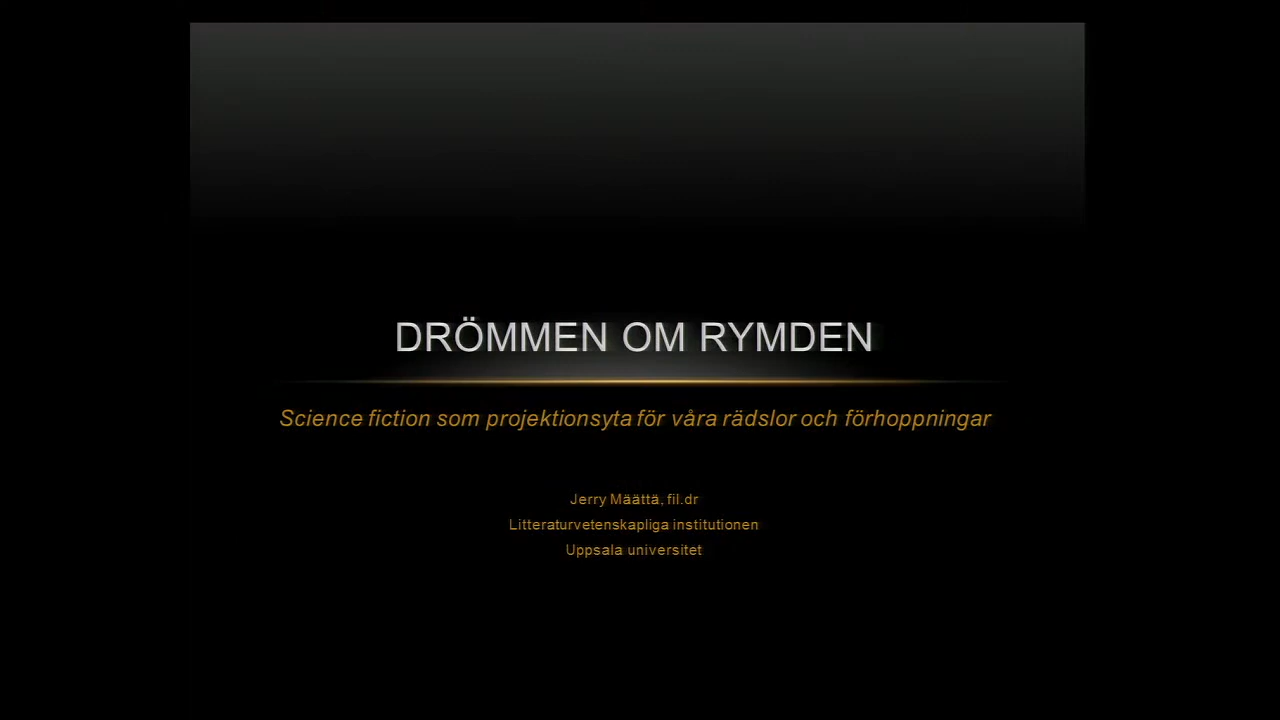 DRÖMMEN OM RYMDEN
Science fiction som projektionsyta för våra rädslor och förhoppningar
Jerry Määttä, fil.dr
Litteraturvetenskapliga institutionen
Uppsala universitet